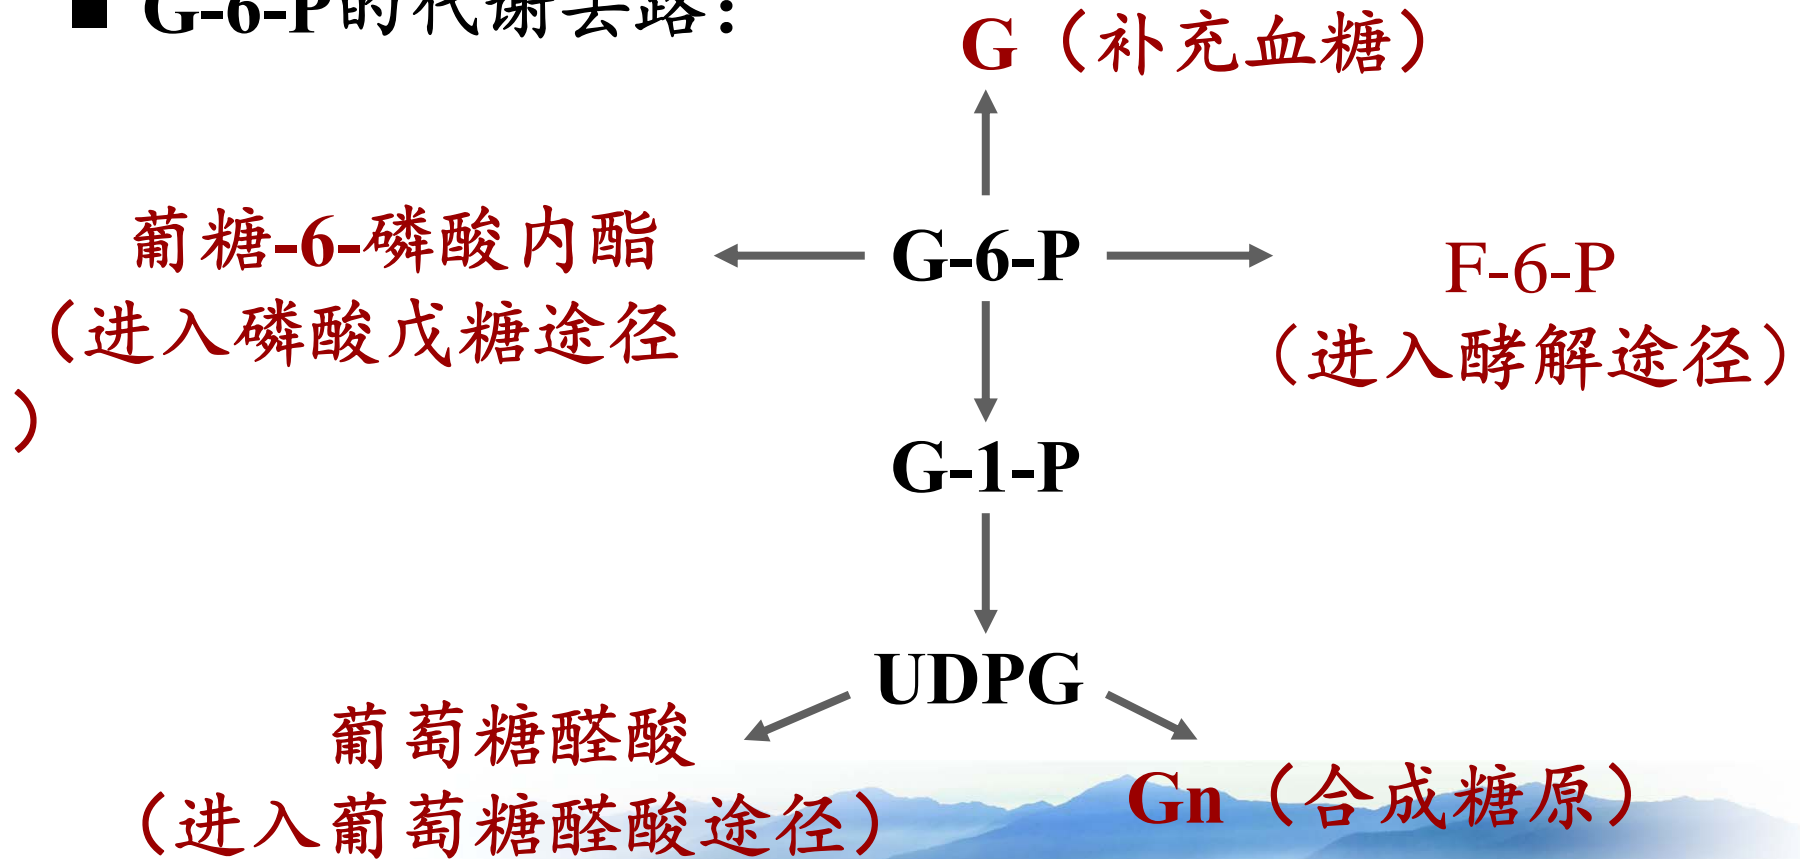 ■ G-6-P的代谢去路：
G（补充血糖）
葡糖-6-磷酸内酯
（进入磷酸戊糖途径
）
G-6-P
F-6-P
（进入酵解途径）
G-1-P
UDPG
葡萄糖醛酸
（进入葡萄糖醛酸途径）
Gn（合成糖原）